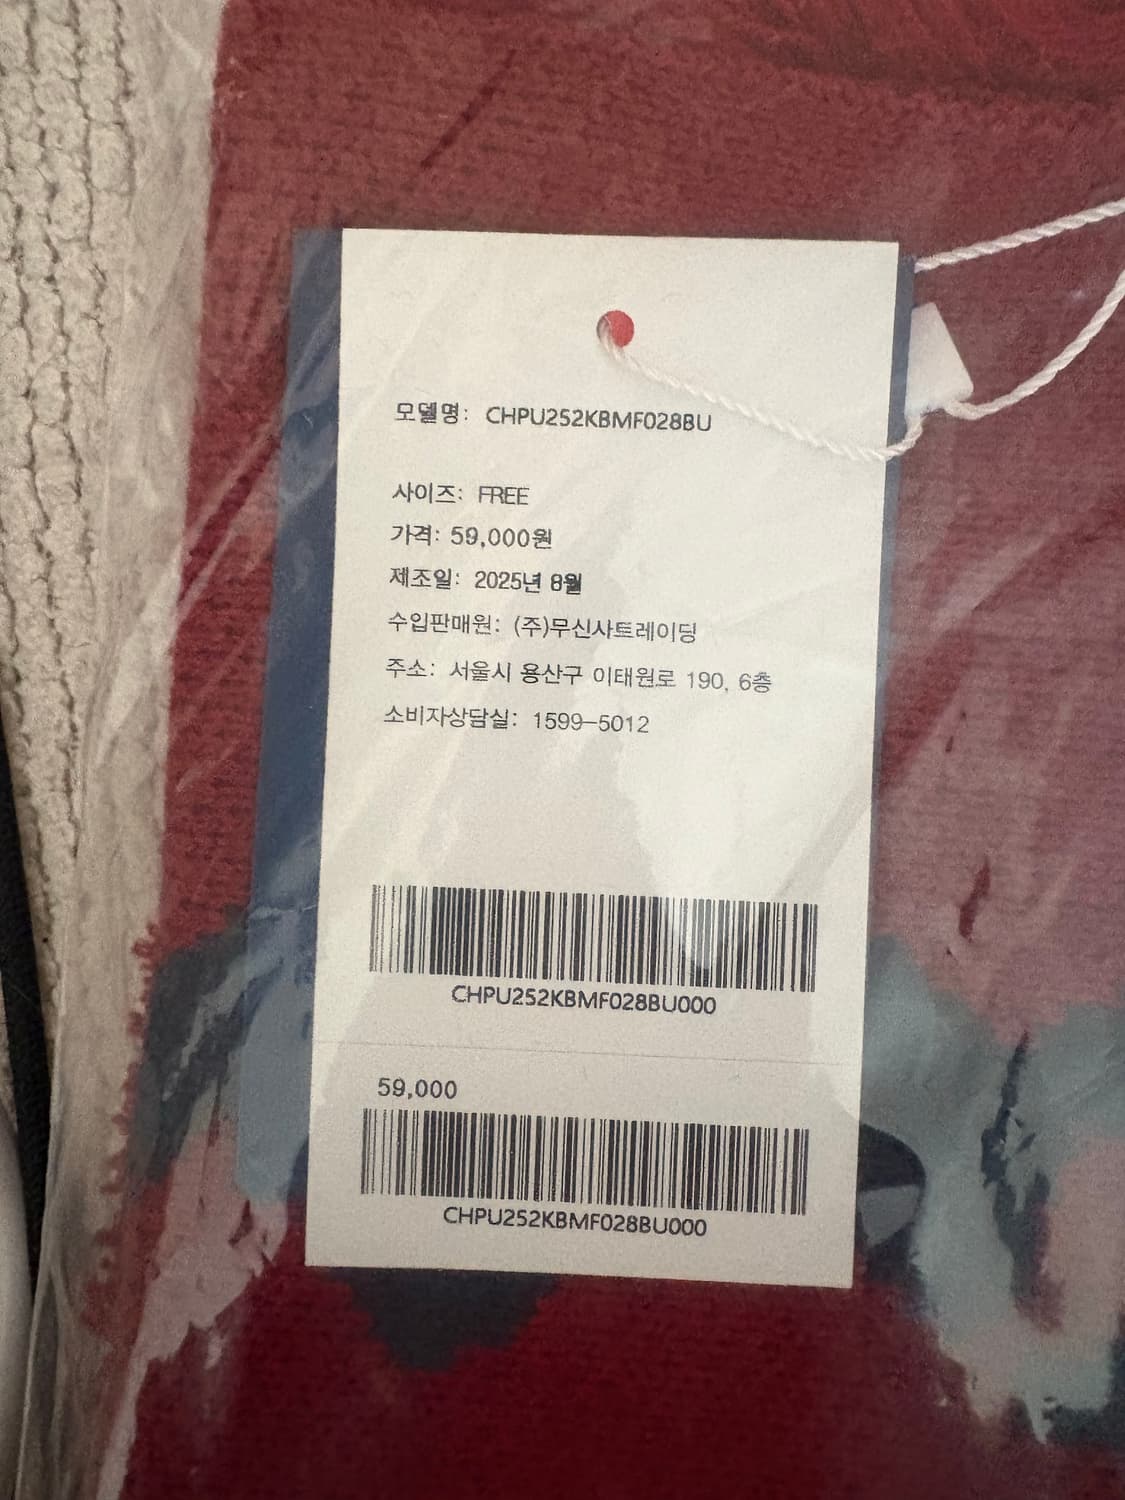 모델명: CHPU252KBMF028BU
사이즈: FREE
가격: 59,000원
제조일: 2025년 8월
수입판매원: (주)무신사트레이딩
주소: 서울시 용산구 이태원로 190, 6층
소비자상담실: 1599-5012
CHPU252KBMF028BU000
59,000
CHPU252KBMF028BU000